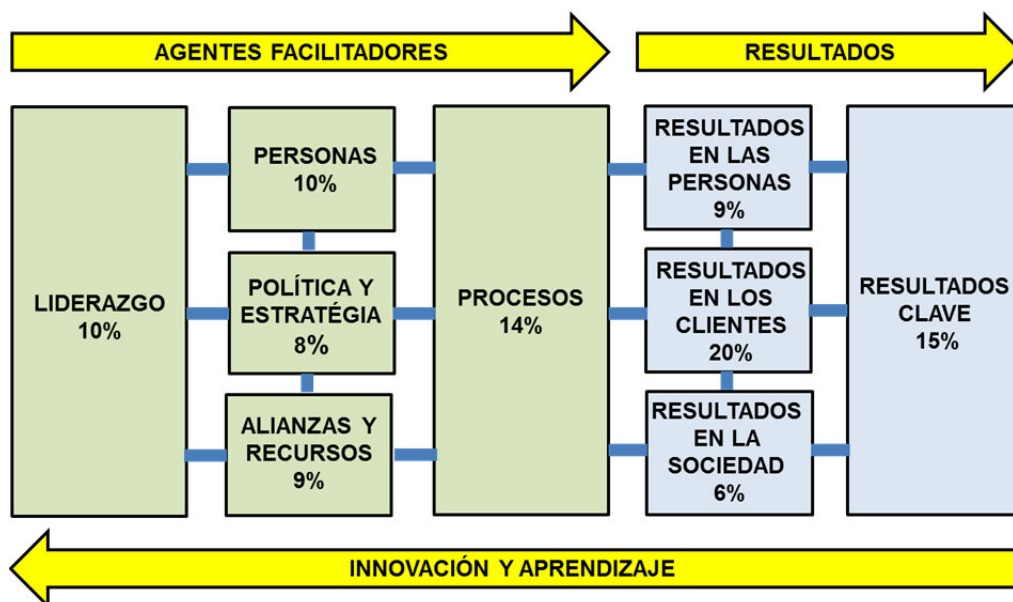 AGENTES FACILITADORES
RESULTADOS
LIDERAZGO
10%
PERSONAS
10%
POLÍTICA Y
ESTRATÉGIA
8%
ALIANZAS Y
RECURSOS
9%
PROCESOS
14%
RESULTADOS
EN LAS
PERSONAS
9%
RESULTADOS
EN LOS
CLIENTES
20%
RESULTADOS
EN LA
SOCIEDAD
6%
RESULTADOS
CLAVE
15%
INNOVACIÓN Y APRENDIZAJE